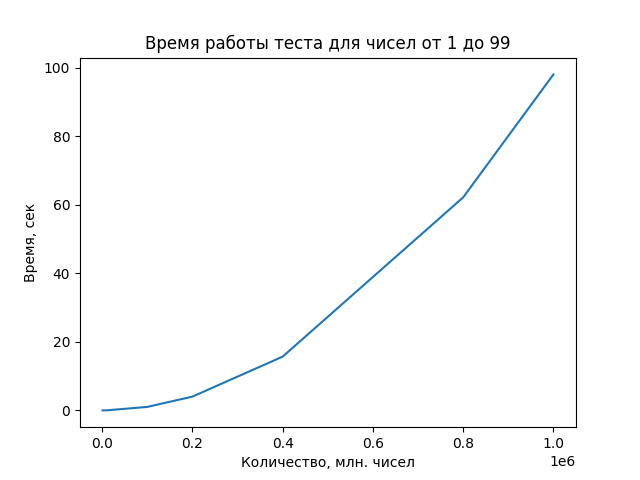 Время работы теста для чисел от 1 до 99
100
80
60
40
20
0
Время, сек
0.0 0.2 0.4 0.6 0.8 1.0
1e6
Количество, млн. чисел